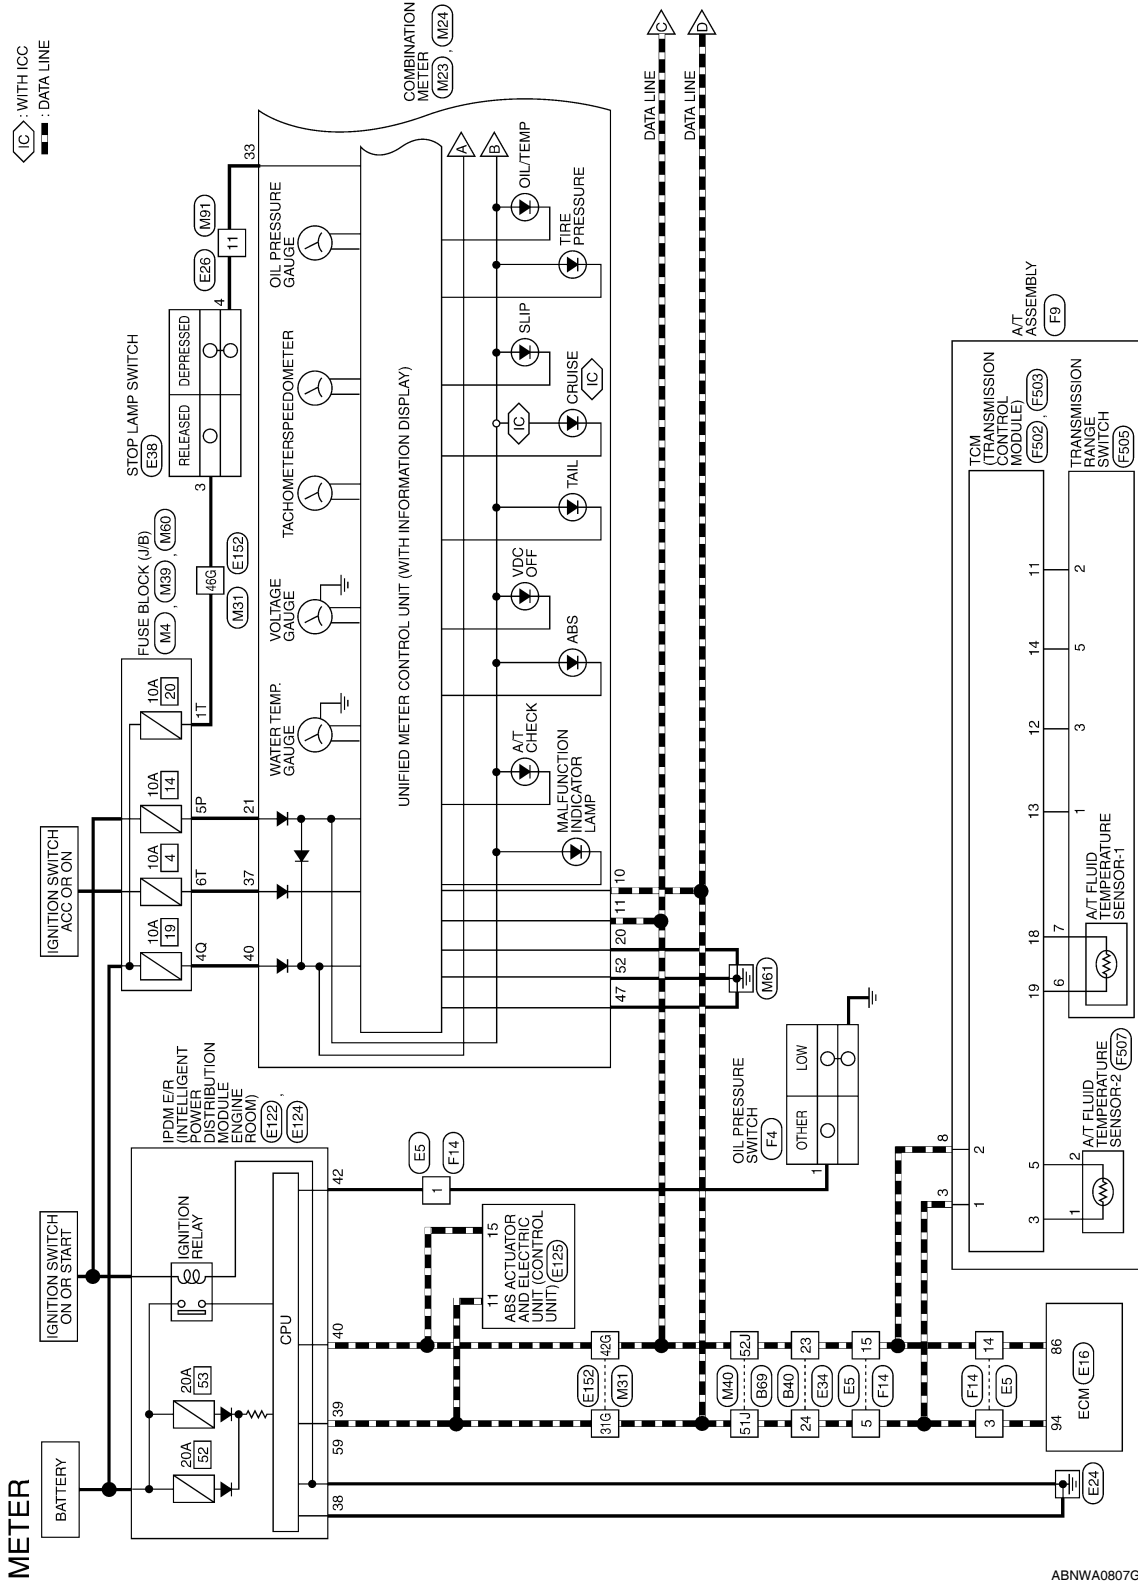 METER
IC : WITH ICC
: DATA LINE
BATTERY
IGNITION SWITCH
ON OR START
IGNITION SWITCH
ACC OR ON
FUSE BLOCK (J/B)
M4 , M39 , M60
10A
19
10A
4
10A
14
10A
20
4Q
6T
5P
1T
40
37
21
46G
M31
E152
STOP LAMP SWITCH
E38
RELEASED
DEPRESSED
3
4
E26
M91
11
33
COMBINATION
METER
M23 , M24
20A
52
20A
53
IGNITION
RELAY
CPU
IPDM E/R
(INTELLIGENT
POWER
DISTRIBUTION
MODULE
ENGINE
ROOM)
E122 ,
E124
38
59
39
40
42
WATER TEMP.
GAUGE
VOLTAGE
GAUGE
TACHOMETER
SPEEDOMETER
OIL PRESSURE
GAUGE
UNIFIED METER CONTROL UNIT (WITH INFORMATION DISPLAY)
A
B
MALFUNCTION
INDICATOR
LAMP
A/T
CHECK
ABS
VDC
OFF
TAIL
IC
CRUISE
IC
SLIP
TIRE
PRESSURE
OIL/TEMP
47
52
20
11
10
M61
E5
F14
1
11
15
ABS ACTUATOR
AND ELECTRIC
UNIT (CONTROL
UNIT) E125
DATA LINE
C
DATA LINE
D
OIL PRESSURE
SWITCH
F4
OTHER
LOW
1
31G
E152
M31
42G
51J
M40
B69
52J
24
B40
E34
23
5
E5
F14
15
3
F14
E5
14
94
86
ECM E16
E24
A/T
ASSEMBLY
F9
TCM
(TRANSMISSION
CONTROL
MODULE)
F502 , F503
3
8
1
2
3
5
19
18
13
12
14
11
1
2
A/T FLUID
TEMPERATURE
SENSOR-2 F507
6
7
1
3
5
2
A/T FLUID
TEMPERATURE
SENSOR-1
TRANSMISSION
RANGE
SWITCH
F505
ABNWA0807G